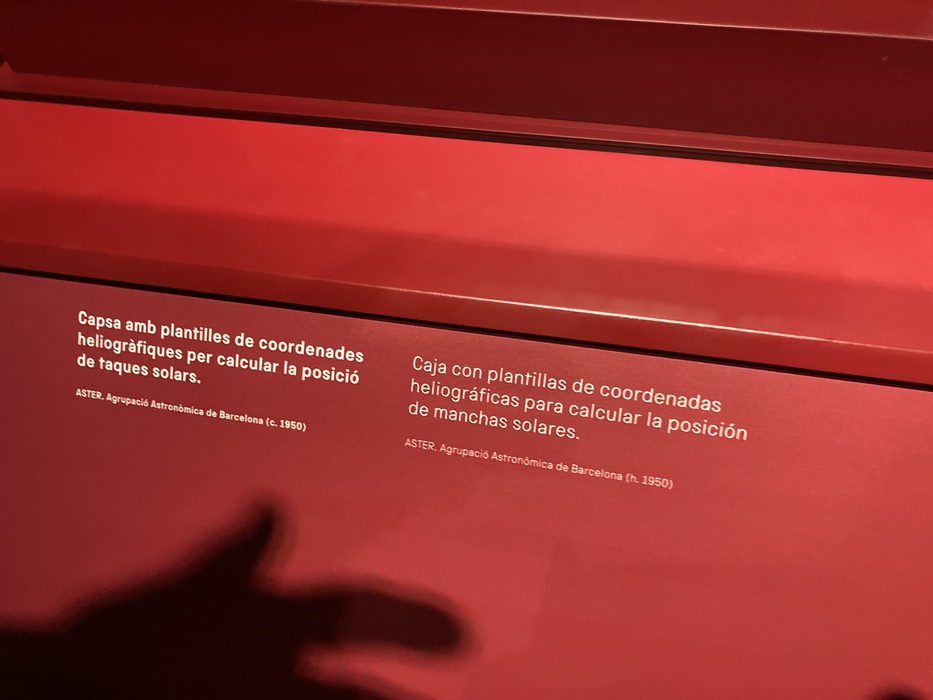 Capsa amb plantilles de coordenades
heliogràfiques per calcular la posició
de taques solars.
ASTER, Agrupació Astronòmica de Barcelona (c. 1950)
Caja con plantillas de coordenadas
heliográficas para calcular la posición
de manchas solares.
ASTER, Agrupació Astronòmica de Barcelona (h. 1950)